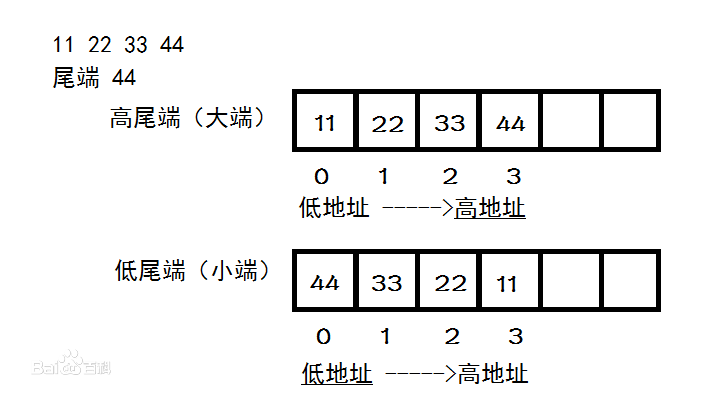 11 22 33 44
尾端 44
高尾端（大端） 11 22 33 44
0 1 2 3
低地址 ----->高地址
低尾端（小端） 44 33 22 11
0 1 2 3
低地址 ----->高地址
Baidu百科